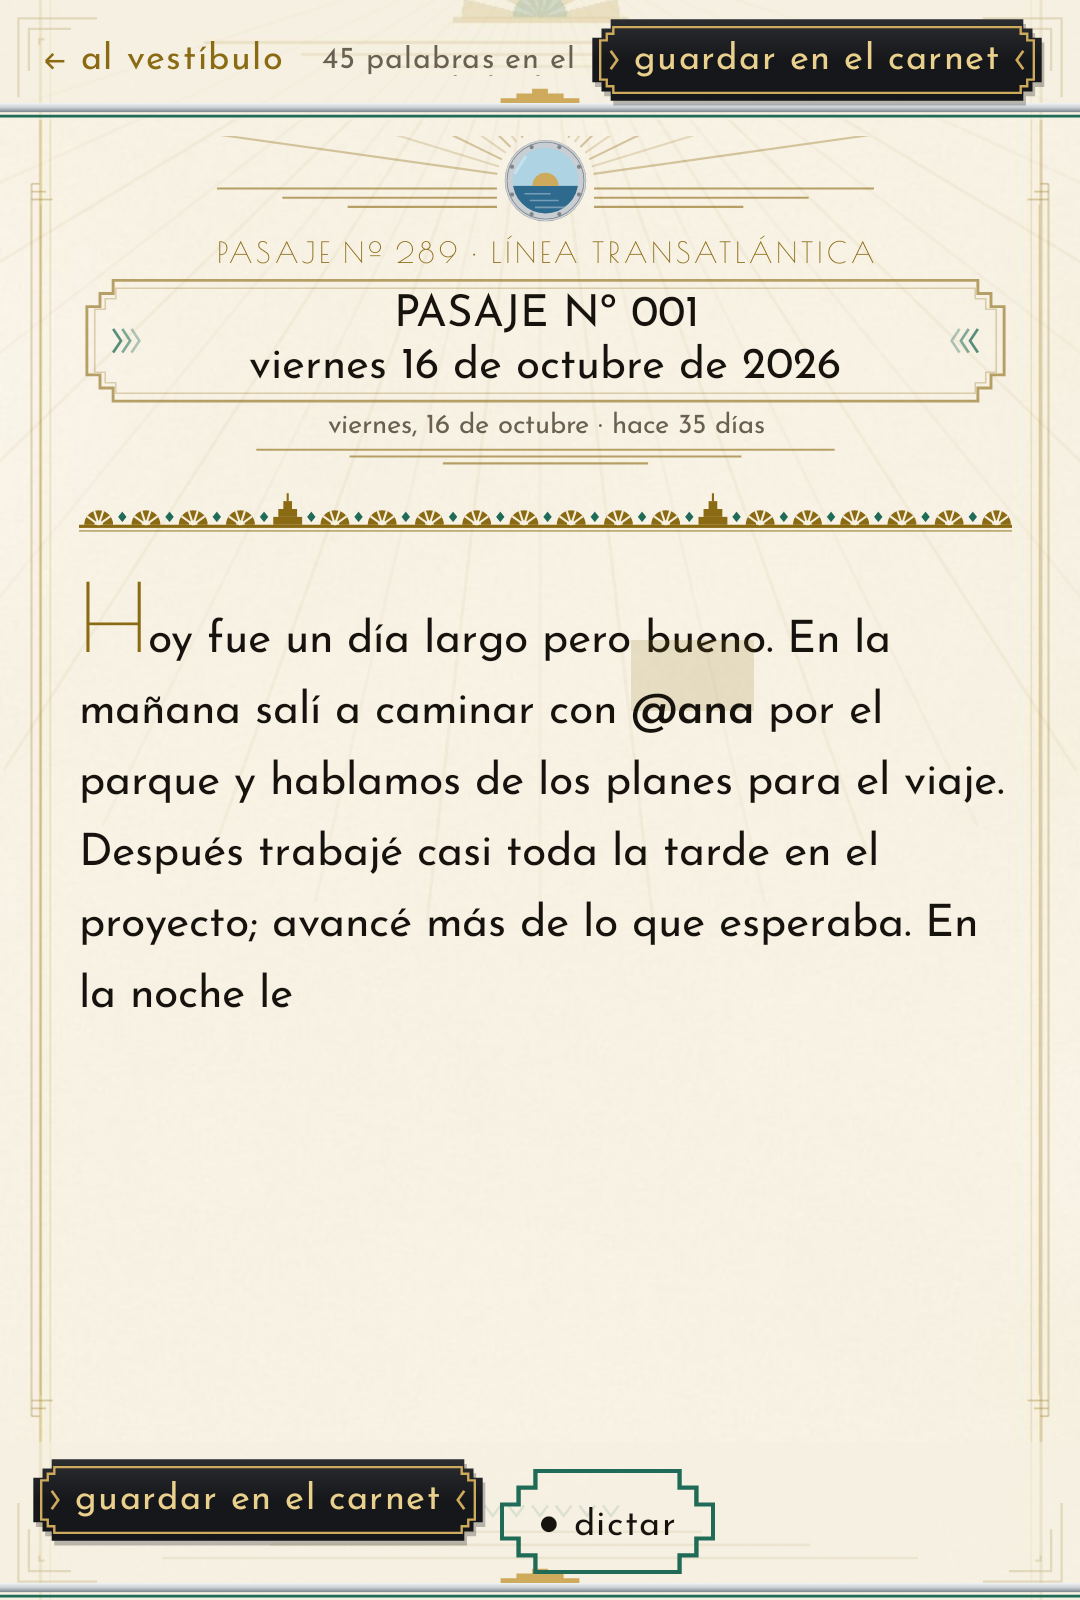 ← al vestíbulo 45 palabras en el › guardar en el carnet ‹
PASAJE Nº 289 · LÍNEA TRANSATLÁNTICA
PASAJE Nº 001
viernes 16 de octubre de 2026
viernes, 16 de octubre · hace 35 días
Hoy fue un día largo pero bueno. En la
mañana salí a caminar con @ana por el
parque y hablamos de los planes para el viaje.
Después trabajé casi toda la tarde en el
proyecto; avancé más de lo que esperaba. En
la noche le
› guardar en el carnet ‹ ● dictar